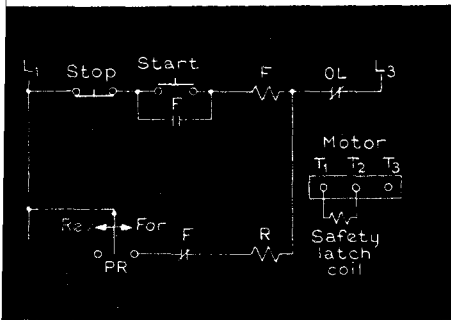 L1 Stop Start F OL L3
F
Motor
T1 T2 T3
Rev For F R
PR
Safety
latch
coil